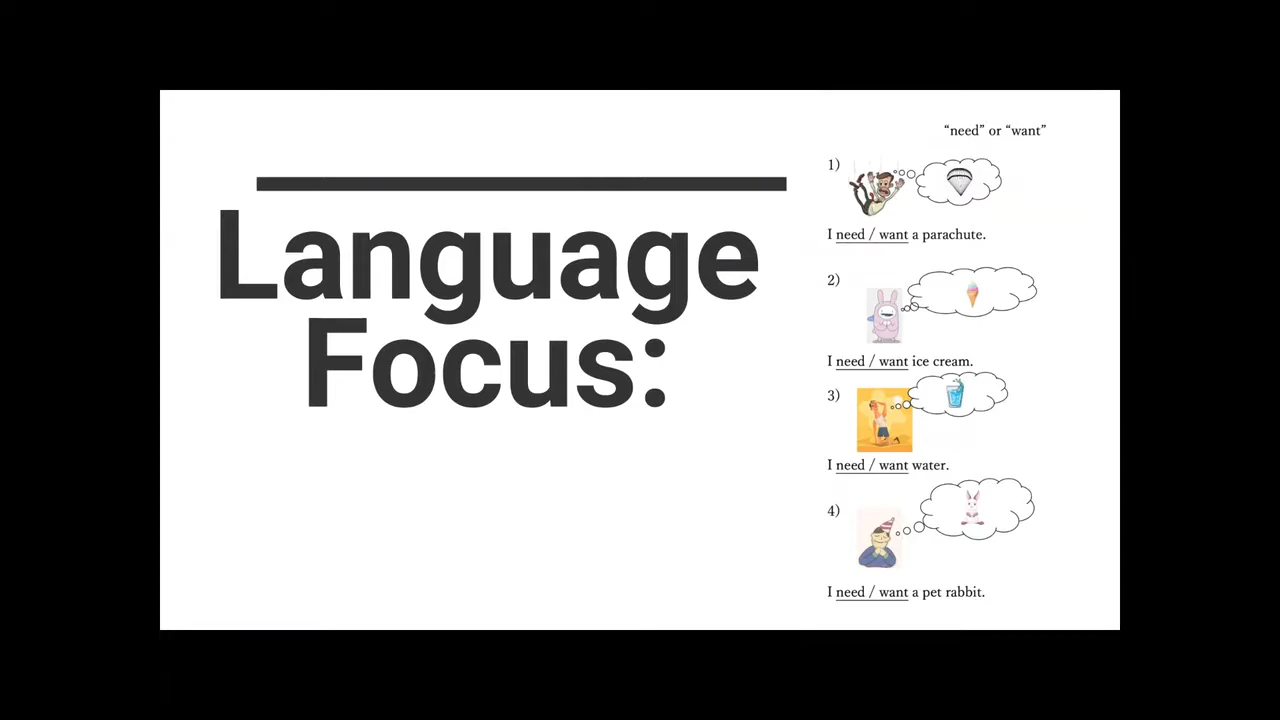 Language
Focus:
“need” or “want”
1)
I need / want a parachute.
2)
I need / want ice cream.
3)
I need / want water.
4)
I need / want a pet rabbit.